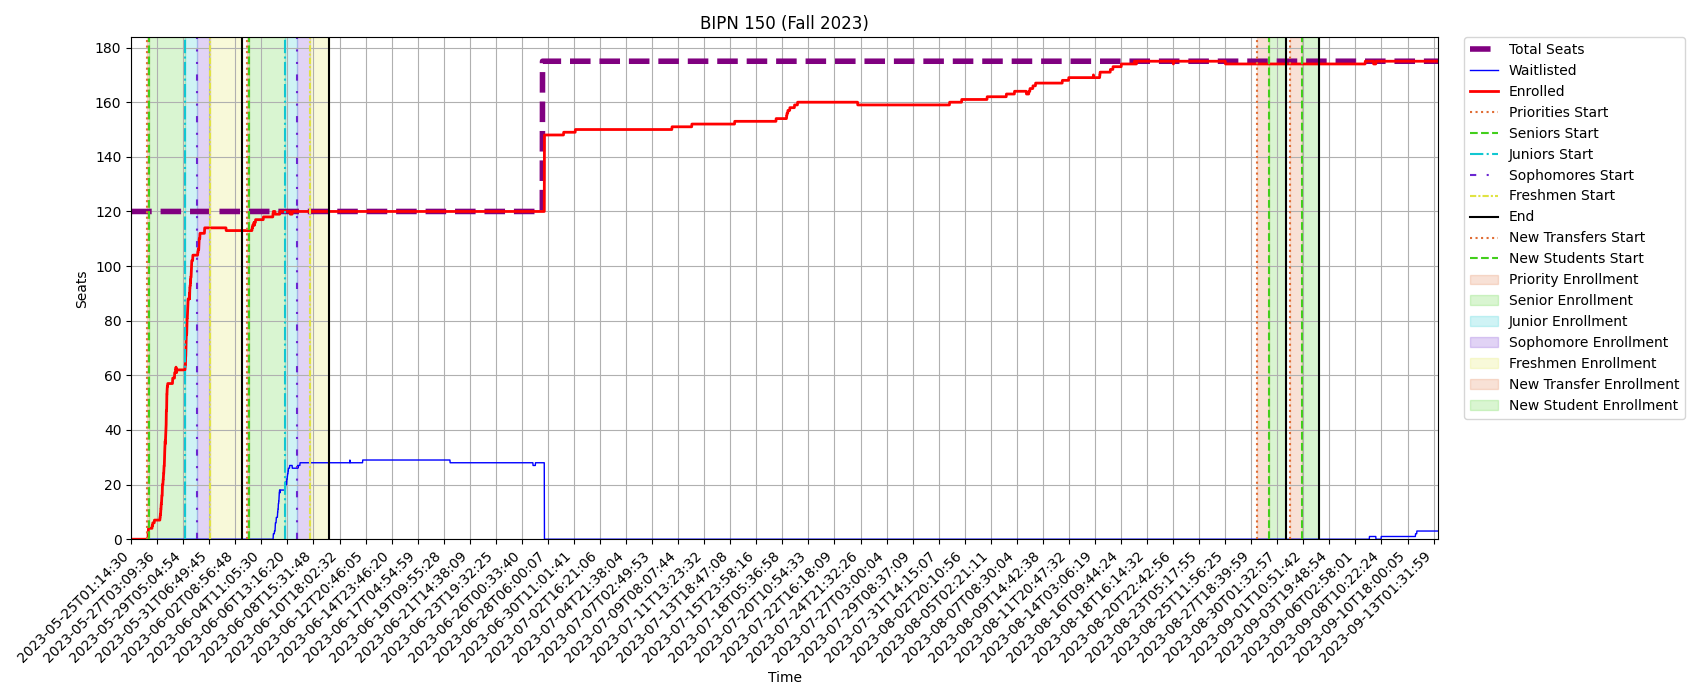 BIPN 150 (Fall 2023)
Seats
180
160
140
120
100
80
60
40
20
0
2023-05-25T01:14:30
2023-05-27T03:09:36
2023-05-29T05:04:54
2023-05-31T06:49:45
2023-06-02T08:56:48
2023-06-04T11:05:30
2023-06-06T13:16:20
2023-06-08T15:31:48
2023-06-10T18:02:32
2023-06-12T20:46:05
2023-06-14T23:46:20
2023-06-17T04:54:59
2023-06-19T09:55:28
2023-06-21T14:38:09
2023-06-23T19:32:25
2023-06-26T00:33:40
2023-06-28T06:00:07
2023-06-30T11:01:41
2023-07-02T16:21:06
2023-07-04T21:38:04
2023-07-07T02:49:53
2023-07-09T08:07:44
2023-07-11T13:23:32
2023-07-13T18:47:08
2023-07-15T23:58:16
2023-07-18T05:36:58
2023-07-20T10:54:33
2023-07-22T16:18:09
2023-07-24T21:32:26
2023-07-27T03:00:04
2023-07-29T08:37:09
2023-07-31T14:15:07
2023-08-02T20:10:56
2023-08-05T02:21:11
2023-08-07T08:30:04
2023-08-09T14:42:38
2023-08-11T20:47:32
2023-08-14T03:06:19
2023-08-16T09:44:24
2023-08-18T16:14:32
2023-08-20T22:42:56
2023-08-23T05:17:55
2023-08-25T11:56:25
2023-08-27T18:39:59
2023-08-30T01:32:57
2023-09-01T10:51:42
2023-09-03T19:48:54
2023-09-06T02:58:01
2023-09-08T10:22:24
2023-09-10T18:00:05
2023-09-13T01:31:59
Time
Total Seats
Waitlisted
Enrolled
Priorities Start
Seniors Start
Juniors Start
Sophomores Start
Freshmen Start
End
New Transfers Start
New Students Start
Priority Enrollment
Senior Enrollment
Junior Enrollment
Sophomore Enrollment
Freshmen Enrollment
New Transfer Enrollment
New Student Enrollment